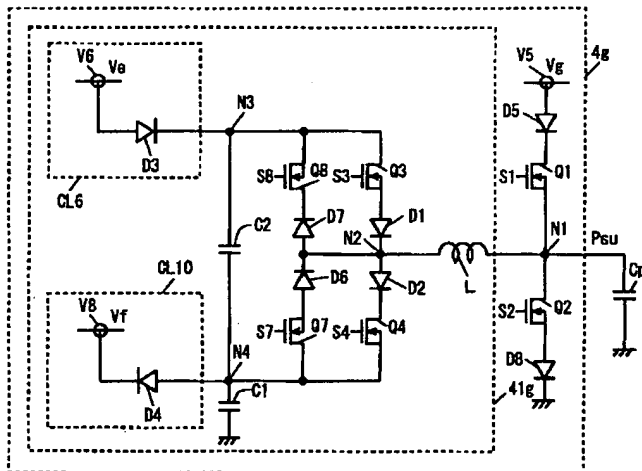 V6 Ve
D3
CL6
N3
S8 Q8
S3 Q3
D7
D1
C2
N2
D6
D2
S7 Q7
S4 Q4
CL10
V8 Vf
D4
N4
C1
41g
V5 Vg
4g
D5
S1 Q1
N1
Psu
L
S2 Q2
D8